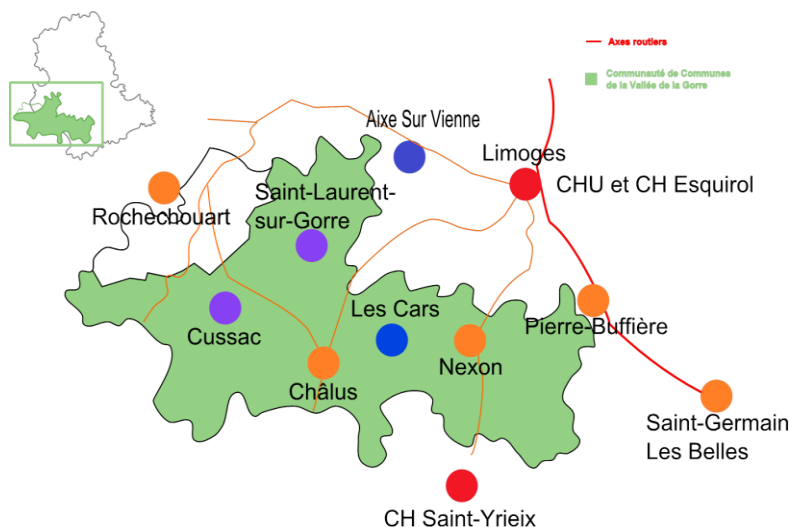 Axes routiers
Communauté de Communes
de la Vallée de la Gorre
Aixe Sur Vienne
Limoges
CHU et CH Esquirol
Saint-Laurent-
sur-Gorre
Rochechouart
Les Cars
Pierre-Buffière
Cussac
Nexon
Châlus
Saint-Germain
Les Belles
CH Saint-Yrieix